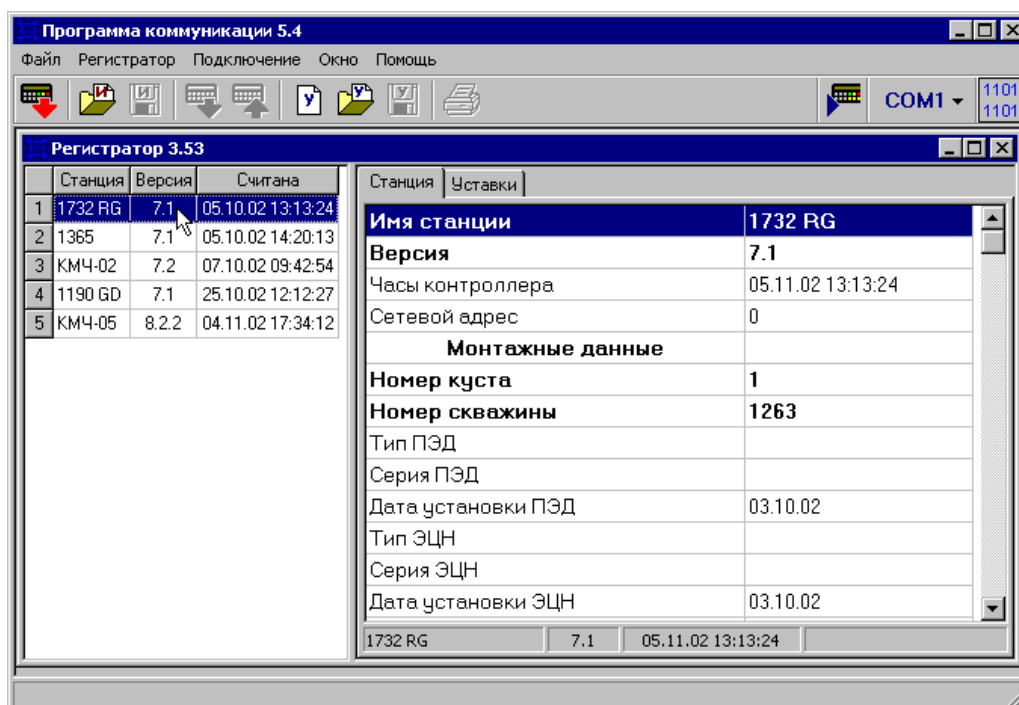 Программа коммуникации 5.4
Файл Регистратор Подключение Окно Помощь
И И У У У COM1 1101
1101
Регистратор 3.53
Станция Версия Считана
1 1732 RG 7.1 05.10.02 13:13:24
2 1365 7.1 05.10.02 14:20:13
3 КМЧ-02 7.2 07.10.02 09:42:54
4 1190 GD 7.1 25.10.02 12:12:27
5 КМЧ-05 8.2.2 04.11.02 17:34:12
Станция Уставки
Имя станции 1732 RG
Версия 7.1
Часы контроллера 05.11.02 13:13:24
Сетевой адрес 0
Монтажные данные
Номер куста 1
Номер скважины 1263
Тип ПЭД
Серия ПЭД
Дата установки ПЭД 03.10.02
Тип ЭЦН
Серия ЭЦН
Дата установки ЭЦН 03.10.02
1732 RG 7.1 05.11.02 13:13:24